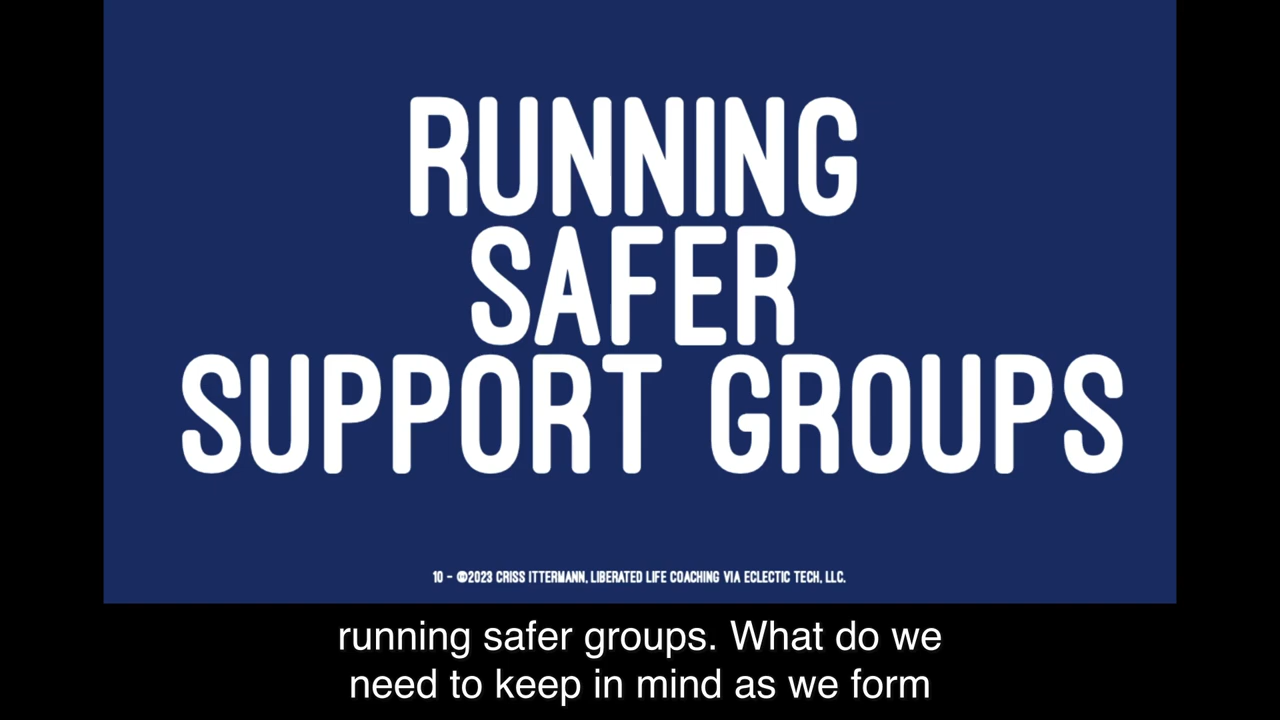 RUNNING
SAFER
SUPPORT GROUPS
10 - ©2023 CRISS ITTERMANN, LIBERATED LIFE COACHING VIA ECLECTIC TECH, LLC.
running safer groups. What do we
need to keep in mind as we form